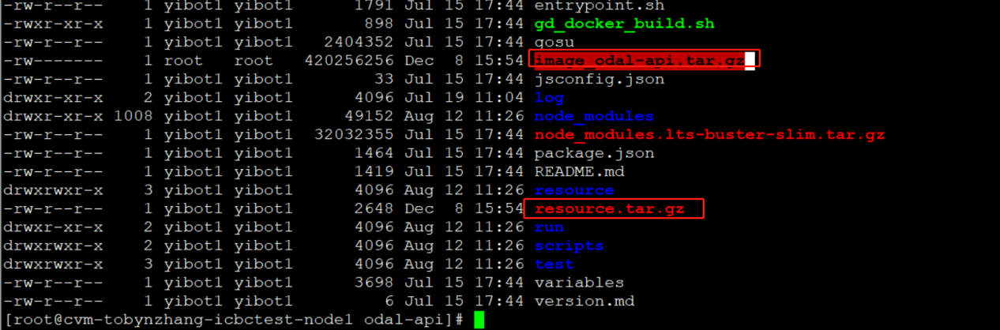 -rw-r--r-- 1 yibot1 yibot1 1791 Jul 15 17:44 entrypoint.sh
-rwxr-xr-x 1 yibot1 yibot1 898 Jul 15 17:44 gd_docker_build.sh
-rw-r--r-- 1 yibot1 yibot1 2404352 Jul 15 17:44 gosu
-rw------- 1 root root 420256256 Dec 8 15:54 image_odal-api.tar.gz
-rw-r--r-- 1 yibot1 yibot1 33 Jul 15 17:44 jsconfig.json
drwxr-xr-x 2 yibot1 yibot1 4096 Jul 19 11:04 log
drwxr-xr-x 1008 yibot1 yibot1 49152 Aug 12 11:26 node_modules
-rw-r--r-- 1 yibot1 yibot1 32032355 Jul 15 17:44 node_modules.lts-buster-slim.tar.gz
-rw-r--r-- 1 yibot1 yibot1 1464 Jul 15 17:44 package.json
-rw-r--r-- 1 yibot1 yibot1 1419 Jul 15 17:44 README.md
drwxrwxr-x 3 yibot1 yibot1 4096 Aug 12 11:26 resource
-rw-r--r-- 1 yibot1 yibot1 2648 Dec 8 15:54 resource.tar.gz
drwxr-xr-x 2 yibot1 yibot1 4096 Aug 12 11:26 run
drwxrwxr-x 2 yibot1 yibot1 4096 Aug 12 11:26 scripts
drwxrwxr-x 3 yibot1 yibot1 4096 Aug 12 11:26 test
-rw-r--r-- 1 yibot1 yibot1 3698 Jul 15 17:44 variables
-rw-r--r-- 1 yibot1 yibot1 6 Jul 15 17:44 version.md
[root@cvm-tobynzhang-icbctest-node1 odal-api]#